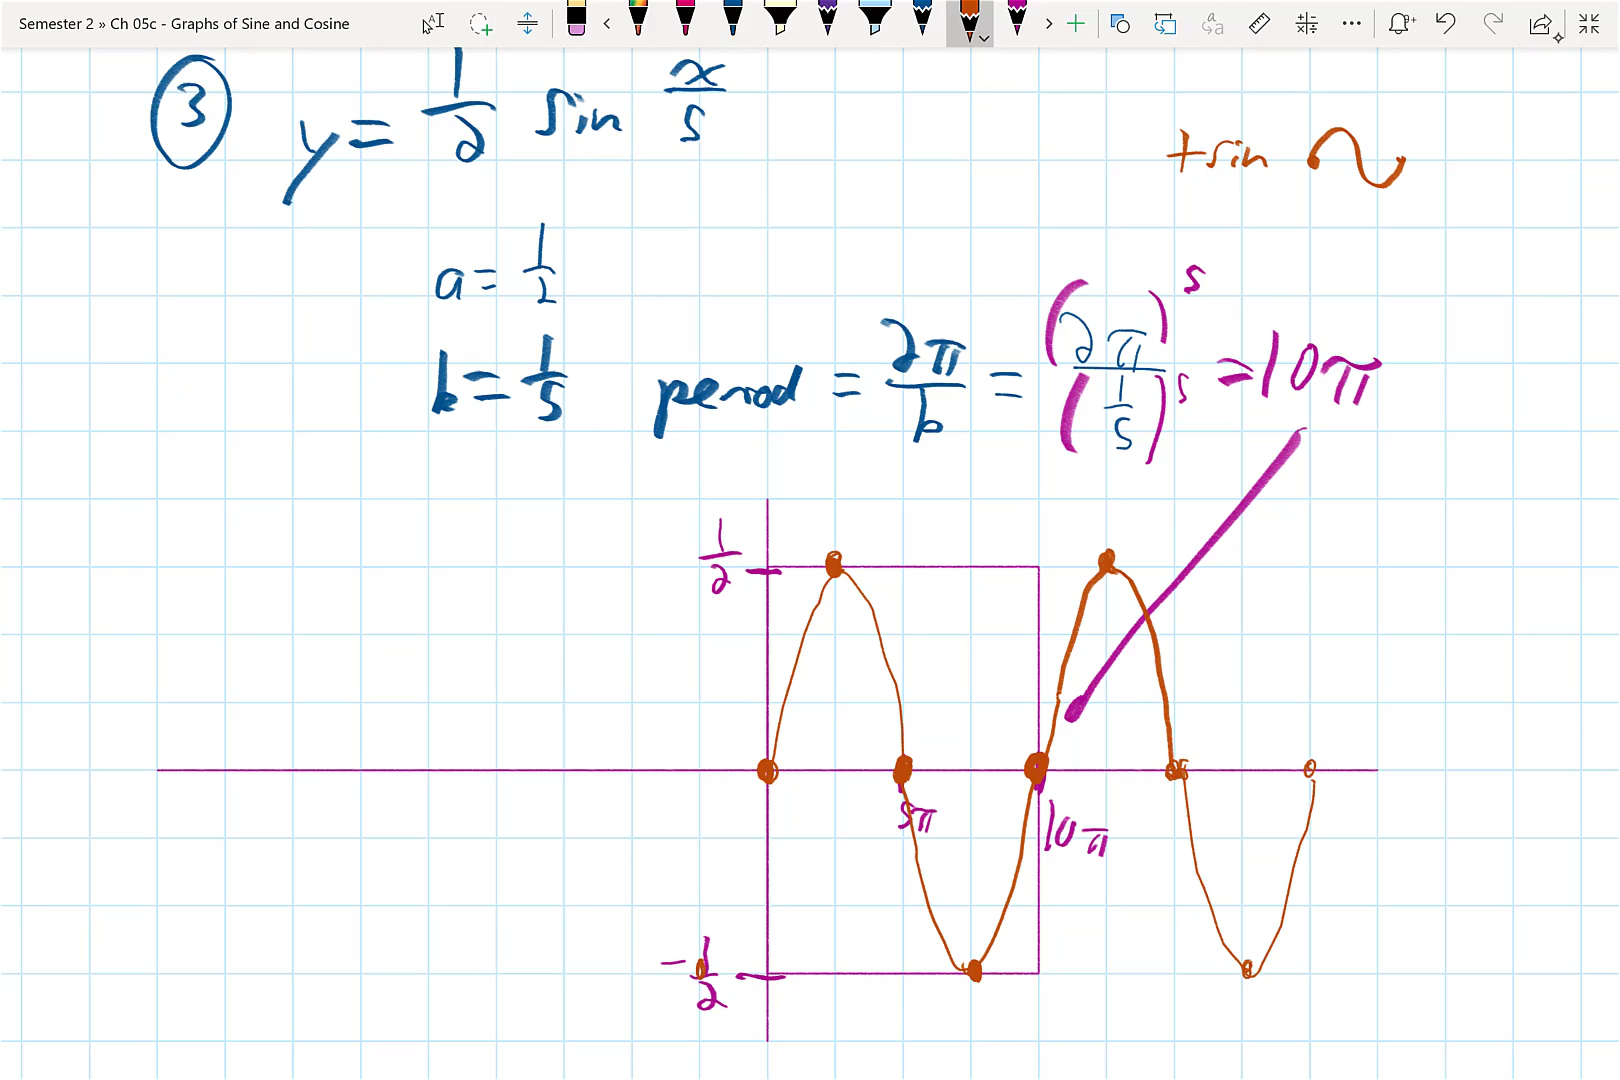 Semester 2 » Ch 05c - Graphs of Sine and Cosine
③ y = 1/2 sin x/5
+sin
a = 1/2
b = 1/5 period = 2π/b = (2π)5/(1/5)5 = 10π
1/2
5π
10π
-1/2